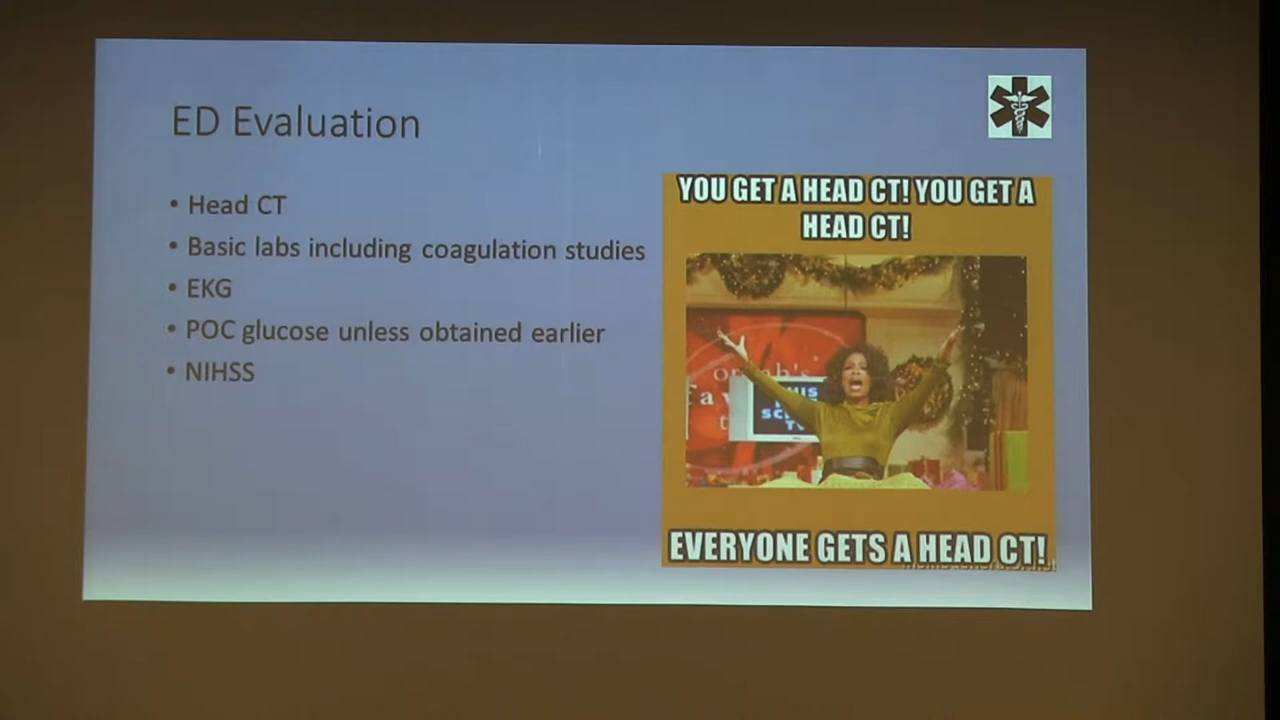 ED Evaluation
• Head CT
• Basic labs including coagulation studies
• EKG
• POC glucose unless obtained earlier
• NIHSS
YOU GET A HEAD CT! YOU GET A
HEAD CT!
THIS
EVERYONE GETS A HEAD CT!